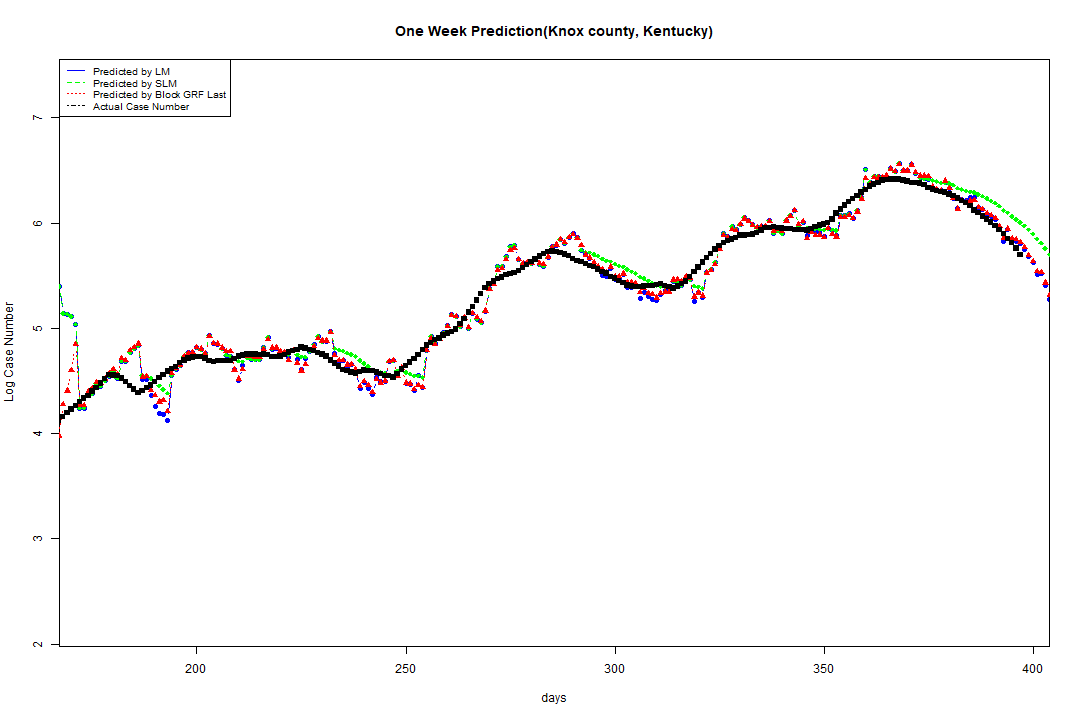 One Week Prediction(Knox county, Kentucky)
Predicted by LM
Predicted by SLM
Predicted by Block GRF Last
Actual Case Number
7
6
5
4
3
2
Log Case Number
200 250 300 350 400
days